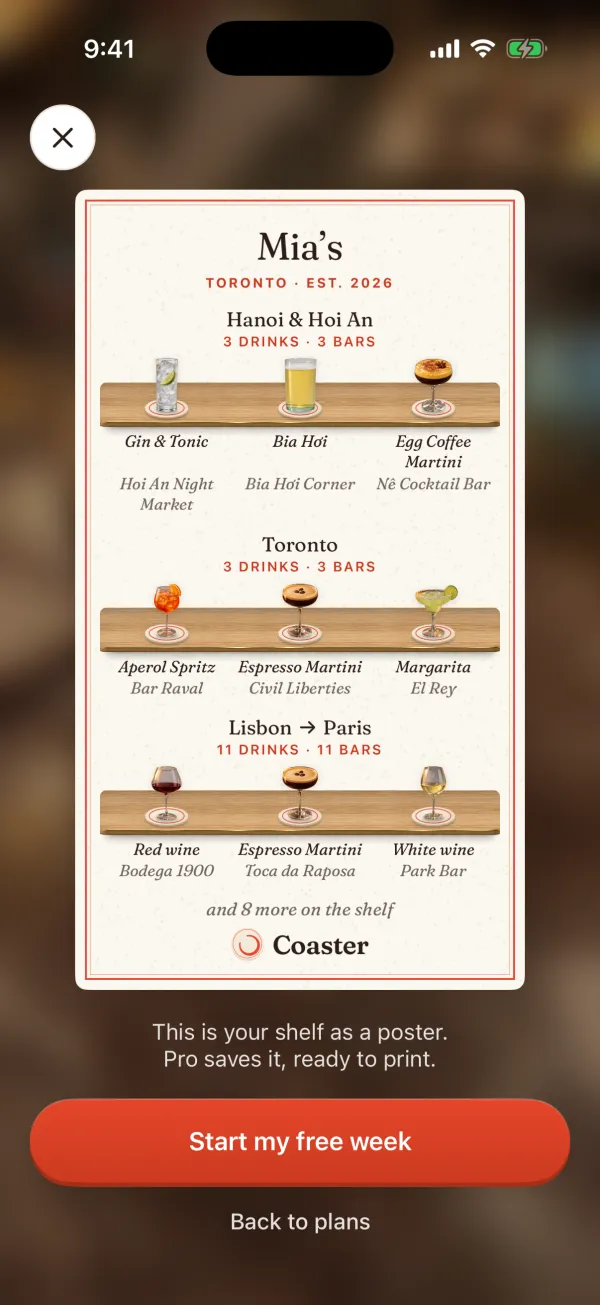 9:41
Mia’s
TORONTO · EST. 2026
Hanoi & Hoi An
3 DRINKS · 3 BARS
Gin & Tonic
Bia Hơi
Egg Coffee
Martini
Hoi An Night
Market
Bia Hơi Corner
Nê Cocktail Bar
Toronto
3 DRINKS · 3 BARS
Aperol Spritz
Espresso Martini
Margarita
Bar Raval
Civil Liberties
El Rey
Lisbon → Paris
11 DRINKS · 11 BARS
Red wine
Espresso Martini
White wine
Bodega 1900
Toca da Raposa
Park Bar
and 8 more on the shelf
Coaster
This is your shelf as a poster.
Pro saves it, ready to print.
Start my free week
Back to plans